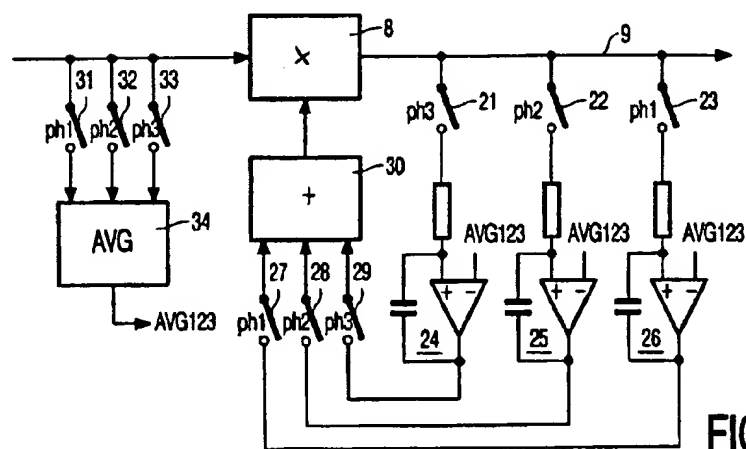 8
9
31
32
33
ph1
ph2
ph3
×
ph3
21
ph2
22
ph1
23
30
+
AVG
34
AVG123
27
28
29
ph1
ph2
ph3
AVG123
AVG123
AVG123
+ −
+ −
+ −
24
25
26
FIG